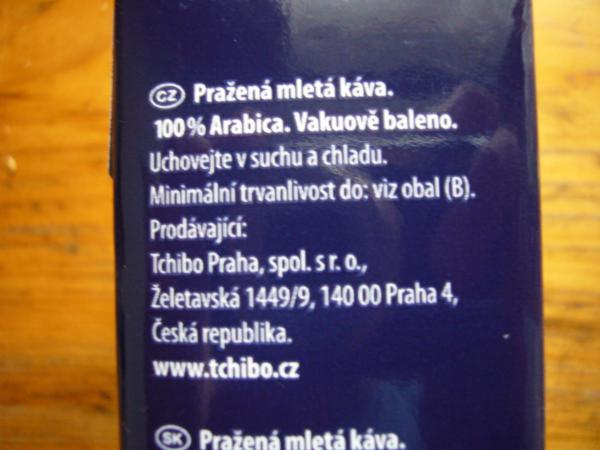 CZ Pražená mletá káva.
100% Arabica. Vakuově baleno.
Uchovejte v suchu a chladu.
Minimální trvanlivost do: viz obal (B).
Prodávající:
Tchibo Praha, spol. s r. o.,
Želetavská 1449/9, 140 00 Praha 4,
Česká republika.
www.tchibo.cz
SK Pražená mletá káva.